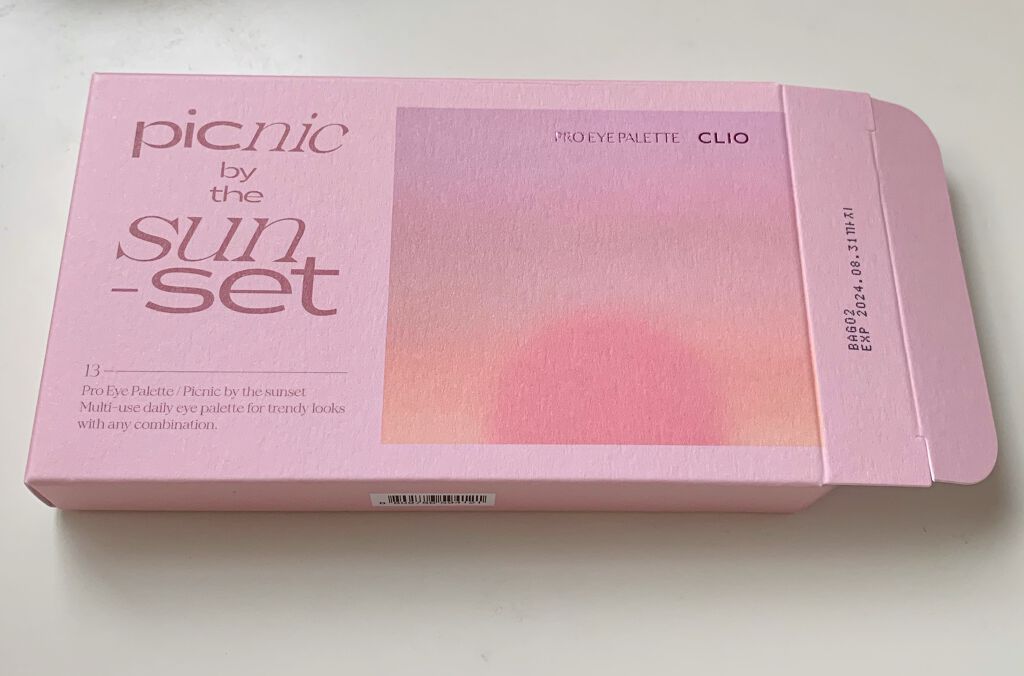 picnic
by
the
sun
-set
13
Pro Eye Palette / Picnic by the sunset
Multi-use daily eye palette for trendy looks
with any combination.
PRO EYE PALETTE CLIO
BAG02
EXP 2024.08.31까지